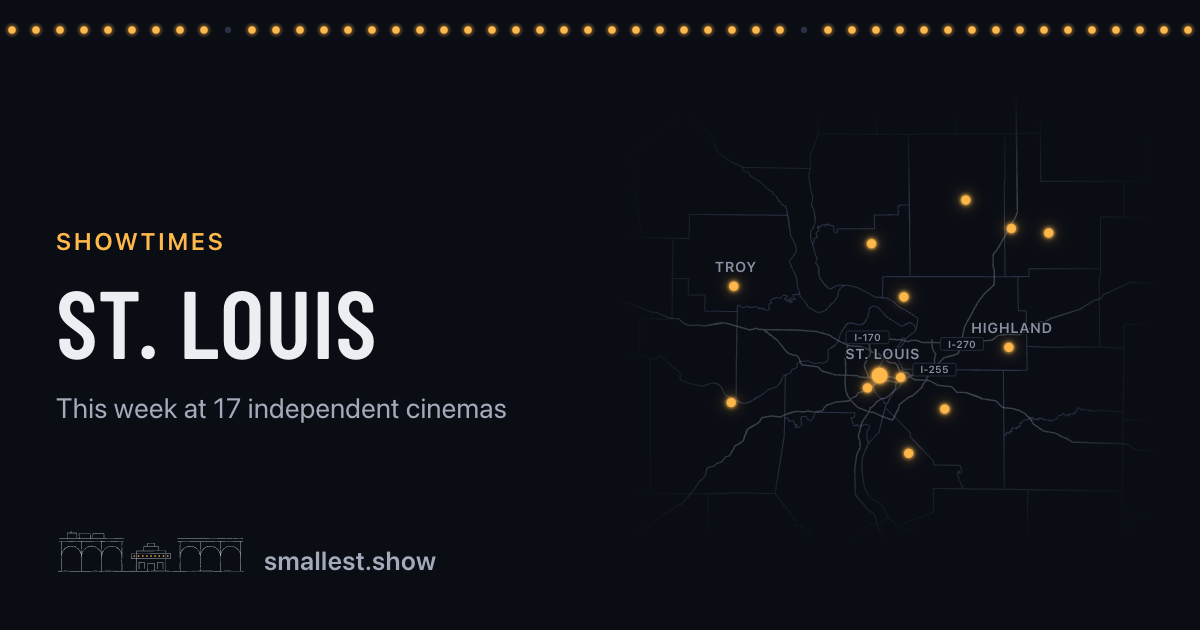 SHOWTIMES
ST. LOUIS
This week at 17 independent cinemas
smallest.show
TROY
HIGHLAND
I-170
I-270
ST. LOUIS
I-255